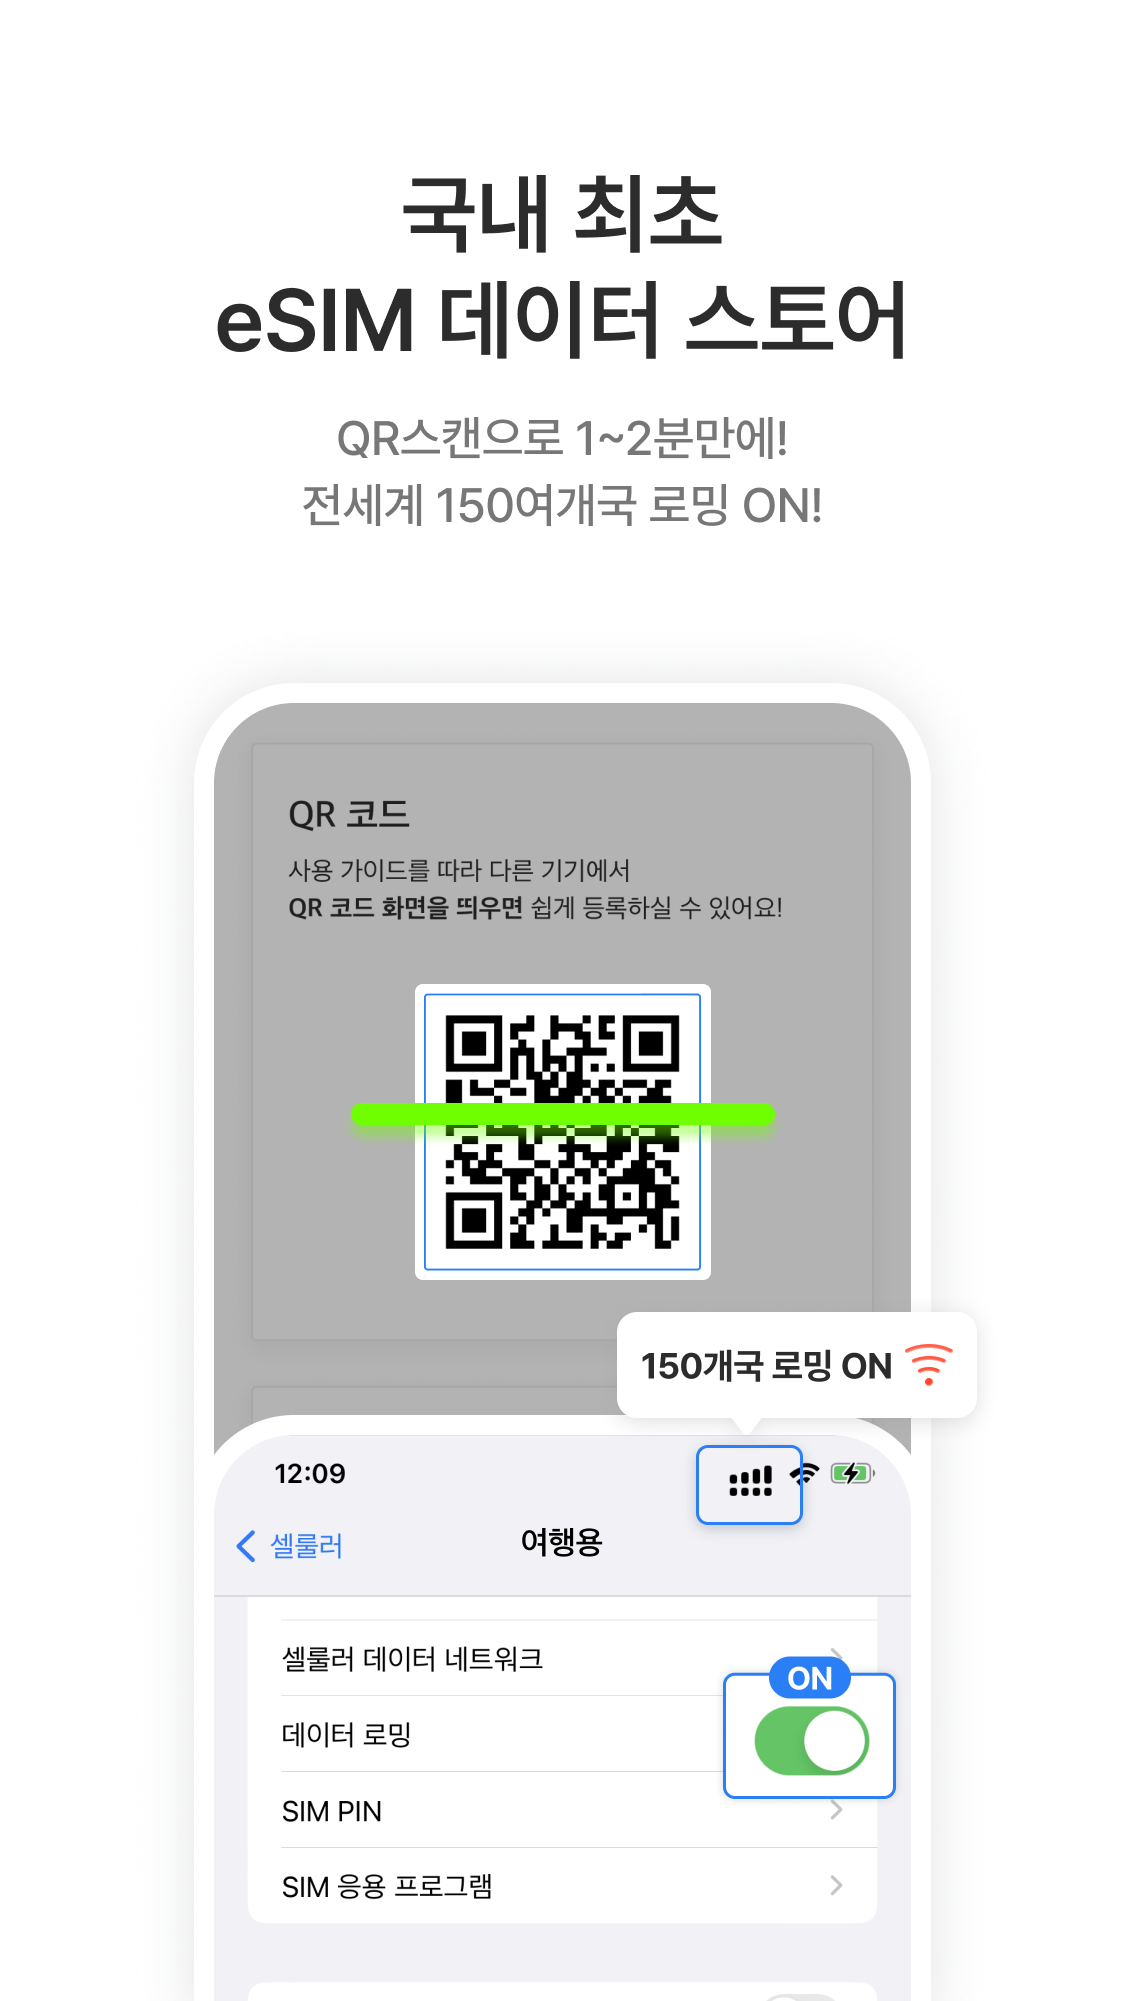 국내 최초
eSIM 데이터 스토어
QR스캔으로 1~2분만에!
전세계 150여개국 로밍 ON!
QR 코드
사용 가이드를 따라 다른 기기에서
QR 코드 화면을 띄우면 쉽게 등록하실 수 있어요!
150개국 로밍 ON
12:09
셀룰러
여행용
셀룰러 데이터 네트워크
ON
데이터 로밍
SIM PIN
SIM 응용 프로그램